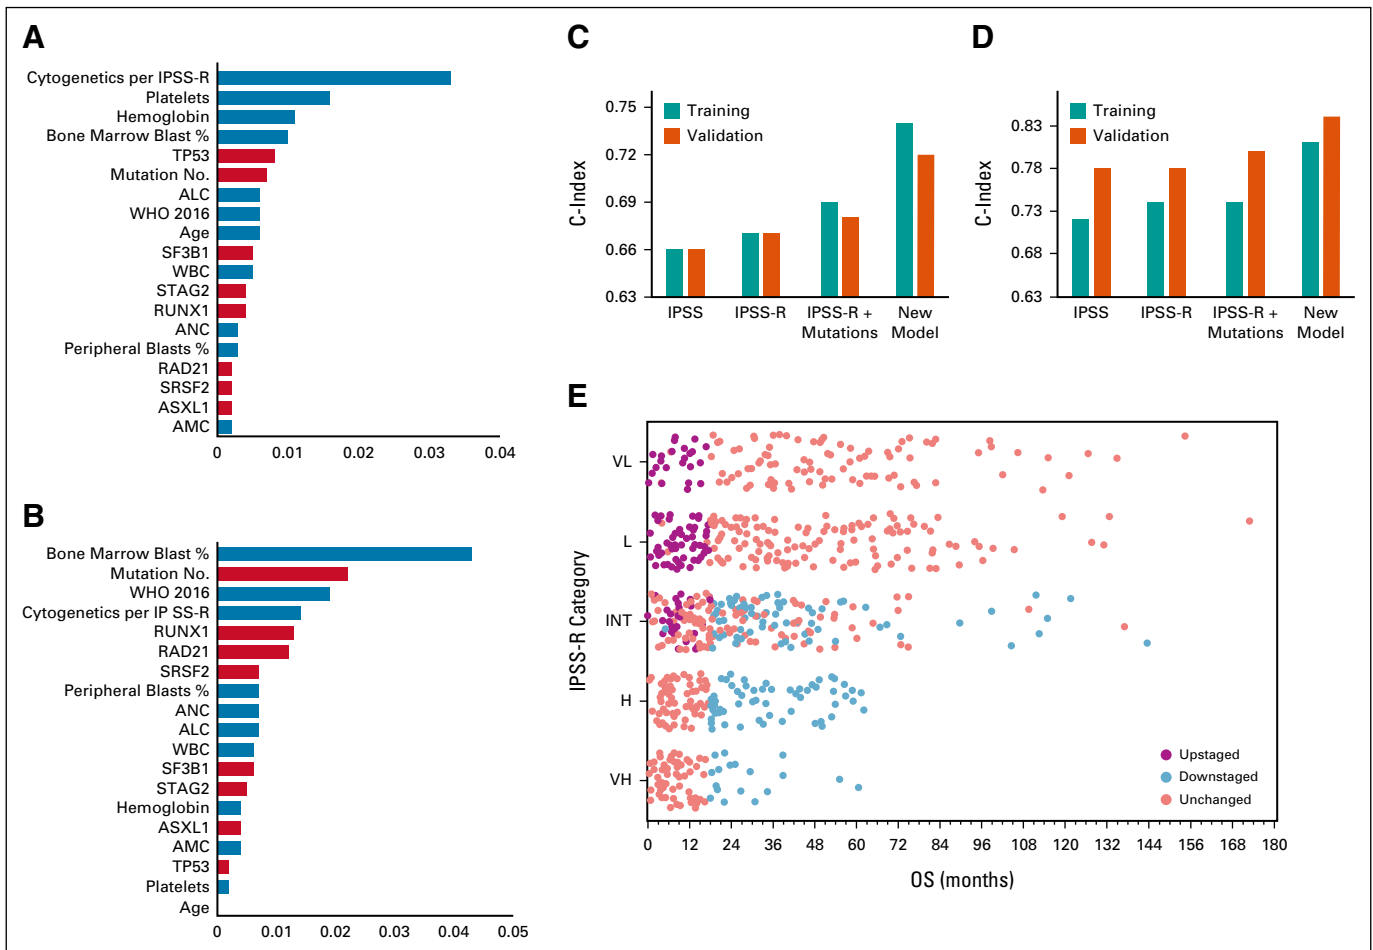 A
Cytogenetics per IPSS-R
Platelets
Hemoglobin
Bone Marrow Blast %
TP53
Mutation No.
ALC
WHO 2016
Age
SF3B1
WBC
STAG2
RUNX1
ANC
Peripheral Blasts %
RAD21
SRSF2
ASXL1
AMC
0 0.01 0.02 0.03 0.04
B
Bone Marrow Blast %
Mutation No.
WHO 2016
Cytogenetics per IP SS-R
RUNX1
RAD21
SRSF2
Peripheral Blasts %
ANC
ALC
WBC
SF3B1
STAG2
Hemoglobin
ASXL1
AMC
TP53
Platelets
Age
0 0.01 0.02 0.03 0.04 0.05
C
C-Index
0.75
0.72
0.69
0.66
0.63
Training
Validation
IPSS IPSS-R IPSS-R + New
Mutations Model
D
C-Index
0.83
0.78
0.73
0.68
0.63
Training
Validation
IPSS IPSS-R IPSS-R + New
Mutations Model
E
IPSS-R Category
VL
L
INT
H
VH
Upstaged
Downstaged
Unchanged
0 12 24 36 48 60 72 84 96 108 120 132 144 156 168 180
OS (months)